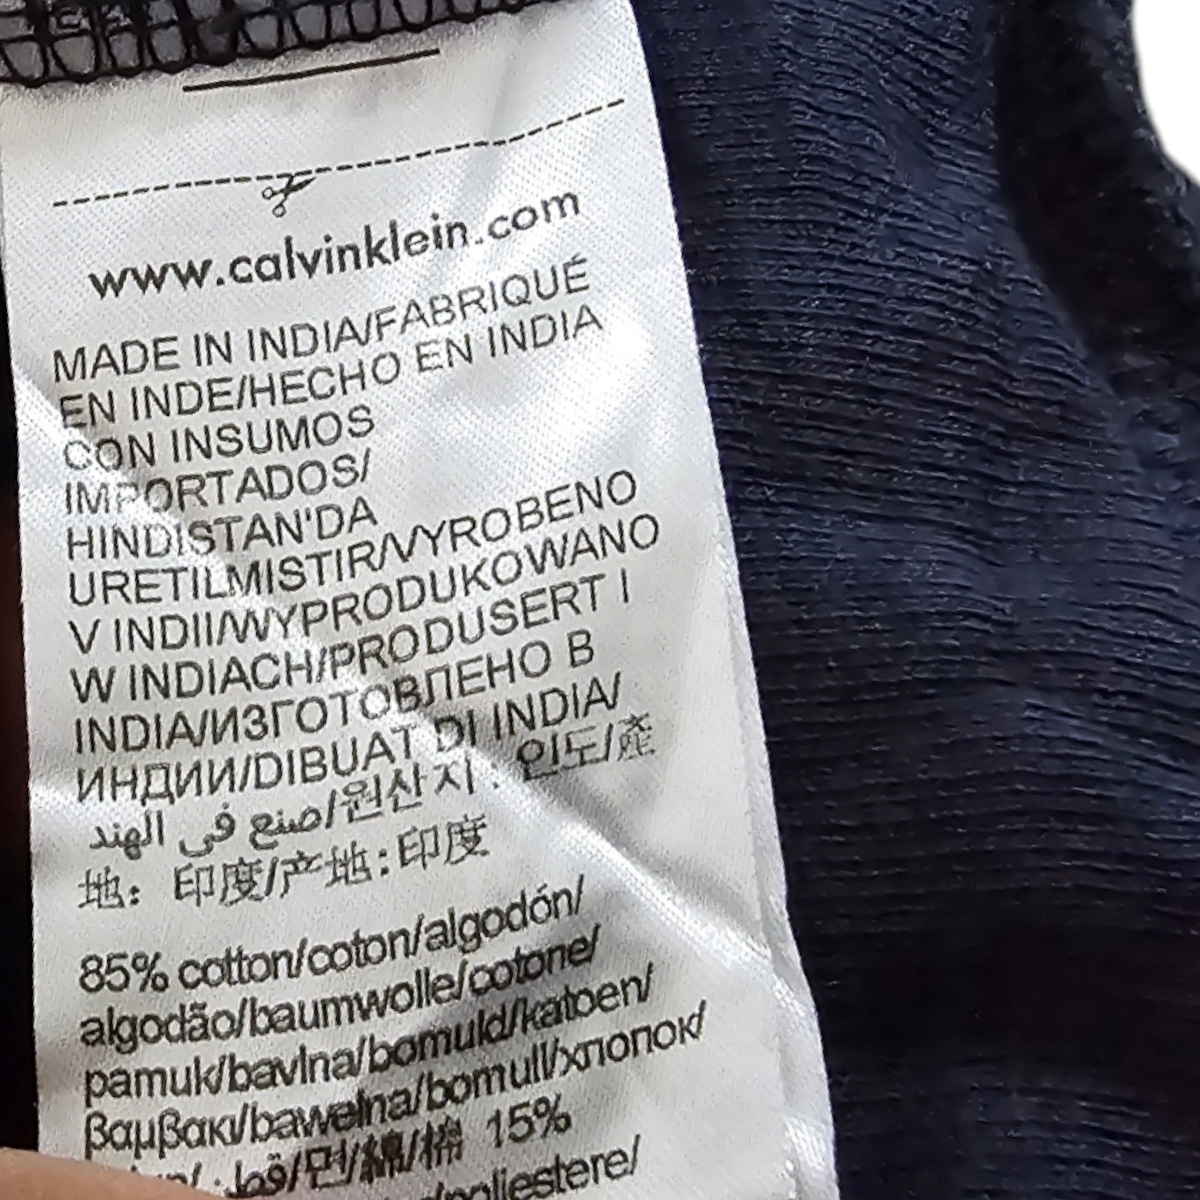 www.calvinklein.com
MADE IN INDIA/FABRIQUÉ
EN INDE/HECHO EN INDIA
CON INSUMOS
IMPORTADOS/
HINDISTAN'DA
URETILMISTIR/VYROBENO
V INDII/WYPRODUKOWANO
W INDIACH/PRODUSERT I
INDIA/ИЗГОТОВЛЕНО В
ИНДИИ/DIBUAT DI INDIA/
صنع في الهند/원산지: 인도/產
地: 印度/产地: 印度
85% cotton/coton/algodón/
algodão/baumwolle/cotone/
pamuk/bavlna/bomuld/katoen/
βαμβακι/bawełna/bomull/хлопок/
/면/綿/棉 15%
/poliestere/